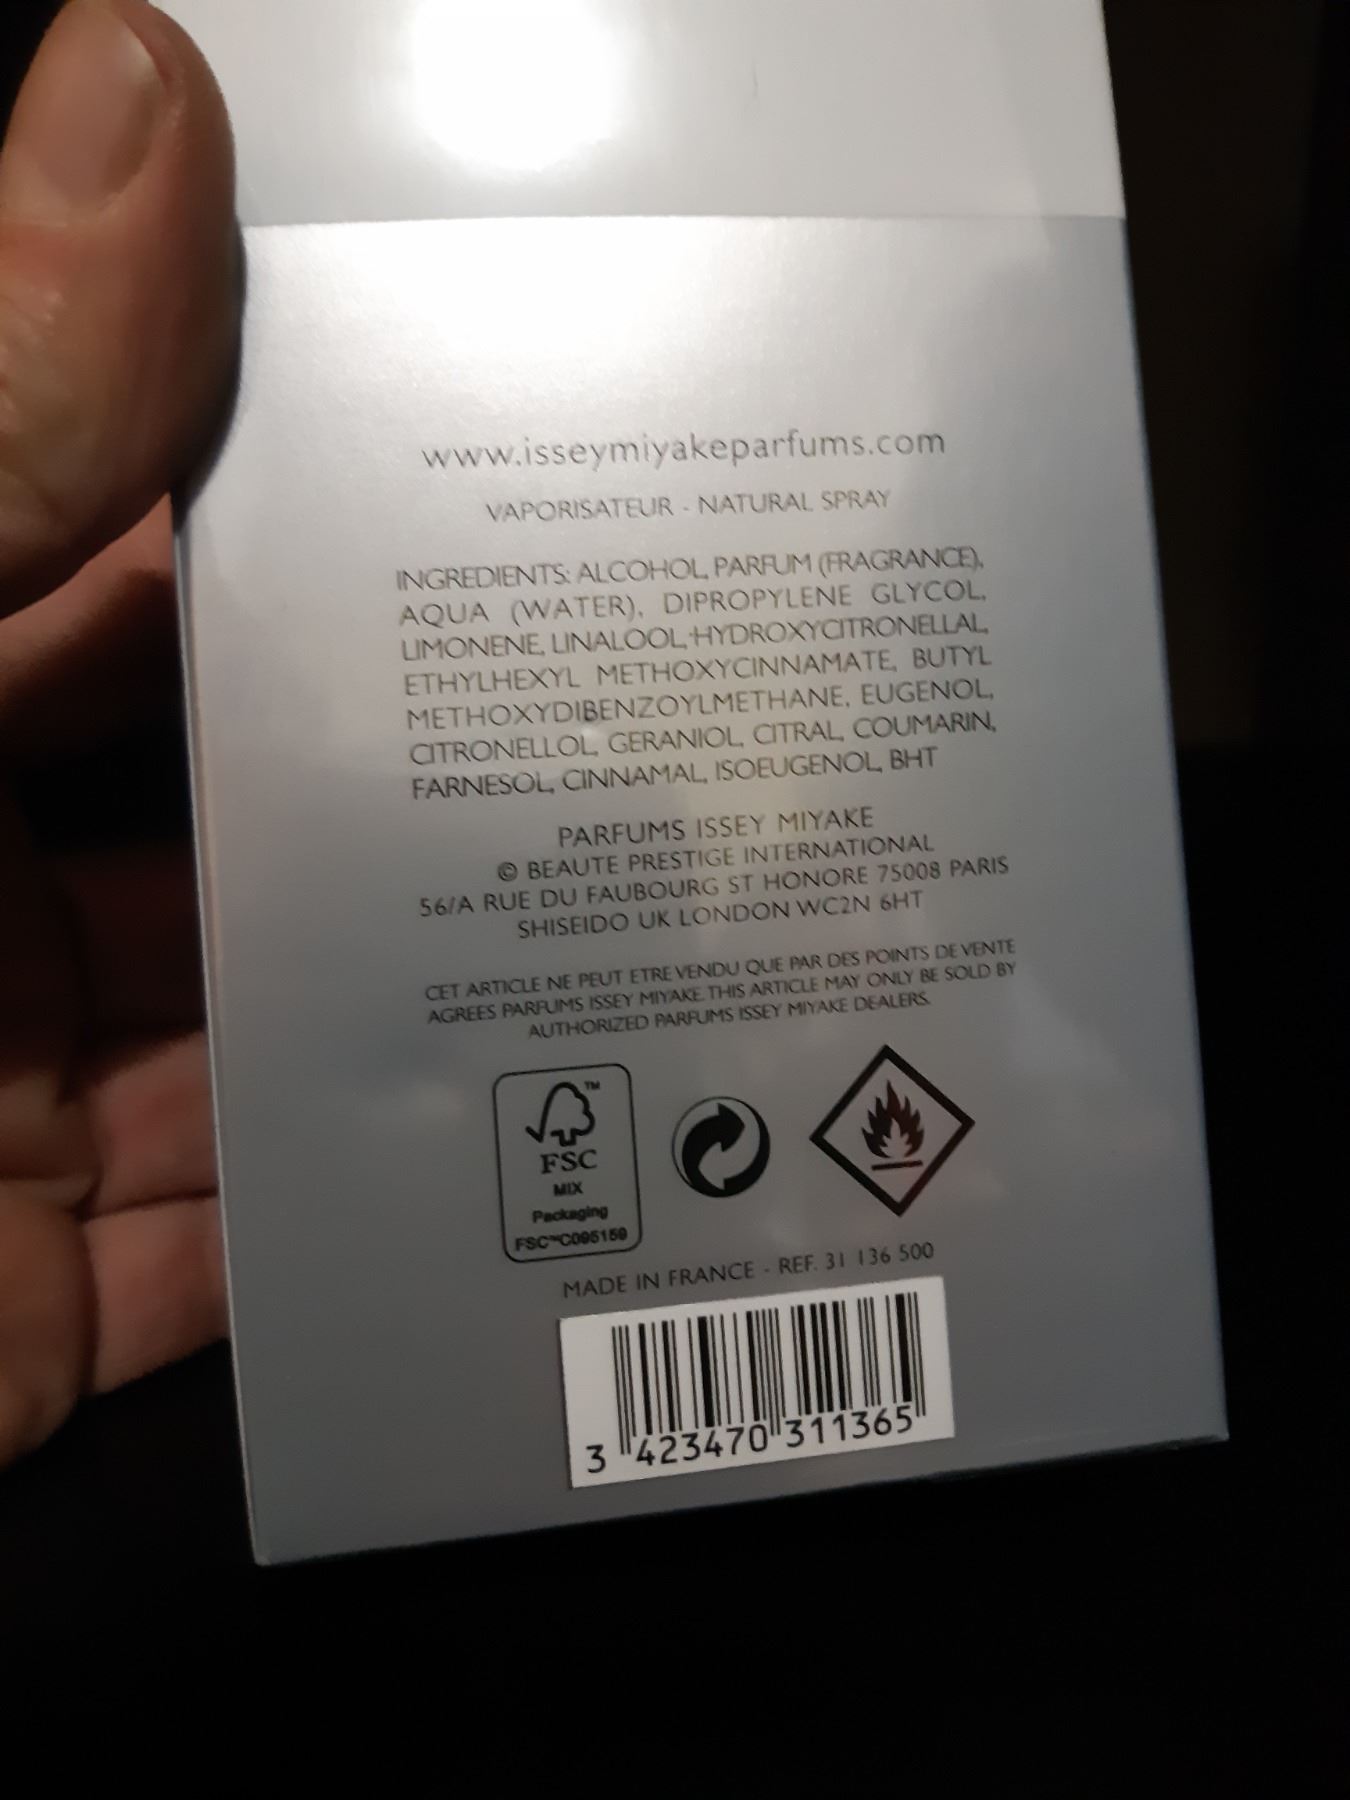 www.isseymiyakeparfums.com
VAPORISATEUR - NATURAL SPRAY
INGREDIENTS: ALCOHOL, PARFUM (FRAGRANCE),
AQUA (WATER), DIPROPYLENE GLYCOL,
LIMONENE, LINALOOL, HYDROXYCITRONELLAL,
ETHYLHEXYL METHOXYCINNAMATE, BUTYL
METHOXYDIBENZOYLMETHANE, EUGENOL,
CITRONELLOL, GERANIOL, CITRAL, COUMARIN,
FARNESOL, CINNAMAL, ISOEUGENOL, BHT
PARFUMS ISSEY MIYAKE
© BEAUTE PRESTIGE INTERNATIONAL
56/A RUE DU FAUBOURG ST HONORE 75008 PARIS
SHISEIDO UK LONDON WC2N 6HT
CET ARTICLE NE PEUT ETRE VENDU QUE PAR DES POINTS DE VENTE
AGREES PARFUMS ISSEY MIYAKE. THIS ARTICLE MAY ONLY BE SOLD BY
AUTHORIZED PARFUMS ISSEY MIYAKE DEALERS.
TM
FSC
MIX
Packaging
FSC™C095159
MADE IN FRANCE - REF. 31 136 500
3 423470 311365